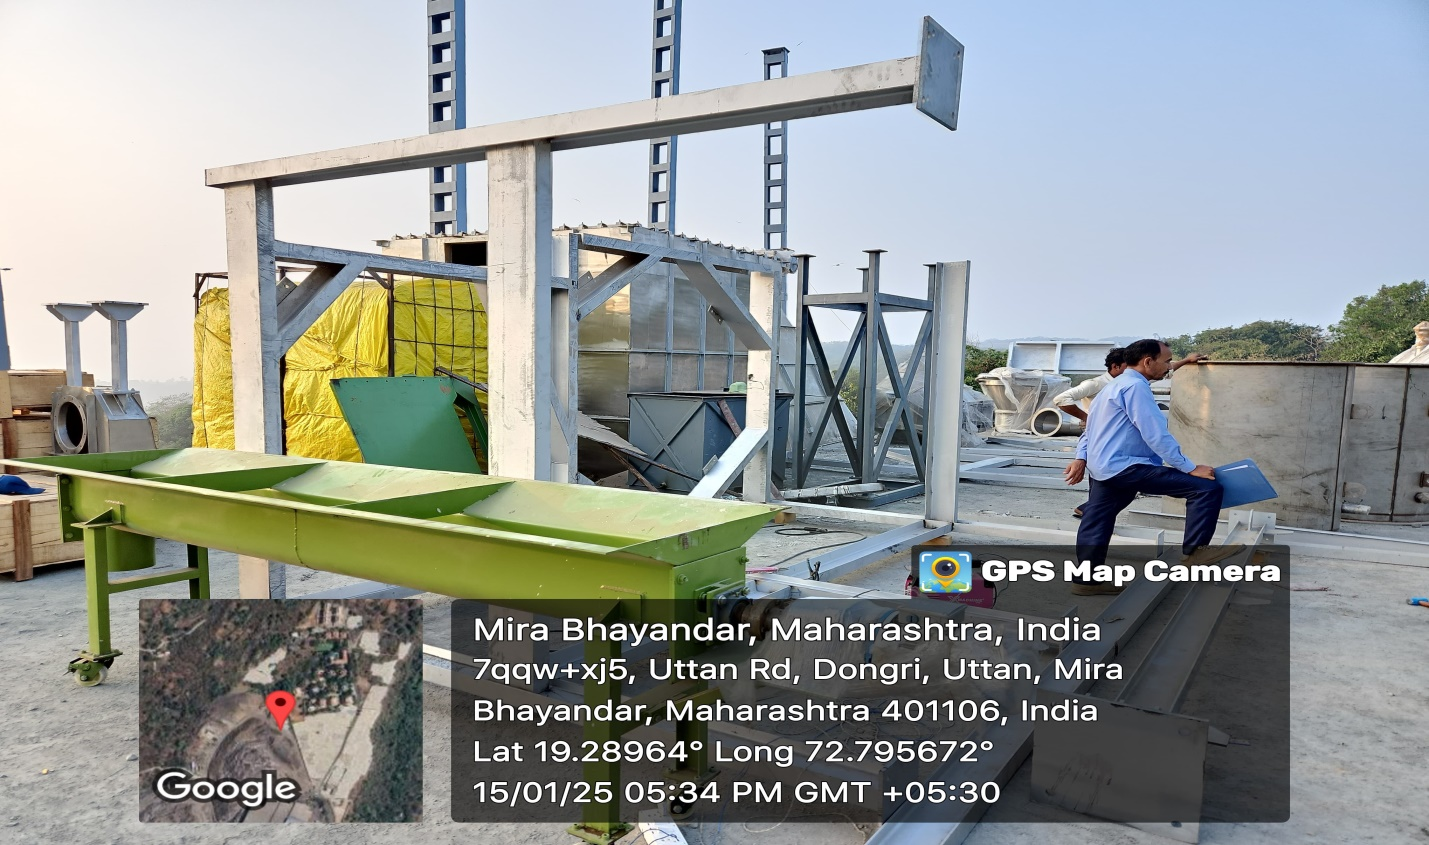 GPS Map Camera
Mira Bhayandar, Maharashtra, India
7qqw+xj5, Uttan Rd, Dongri, Uttan, Mira
Bhayandar, Maharashtra 401106, India
Lat 19.28964° Long 72.795672°
15/01/25 05:34 PM GMT +05:30
Google